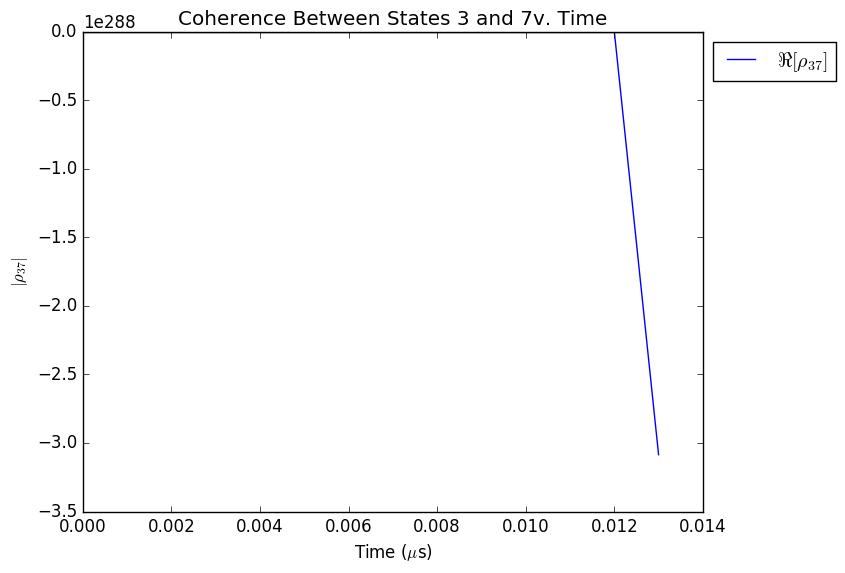 Coherence Between States 3 and 7v. Time
1e288
0.0
−0.5
−1.0
−1.5
−2.0
−2.5
−3.0
−3.5
|ρ37|
0.000 0.002 0.004 0.006 0.008 0.010 0.012 0.014
Time (μs)
ℜ[ρ37]